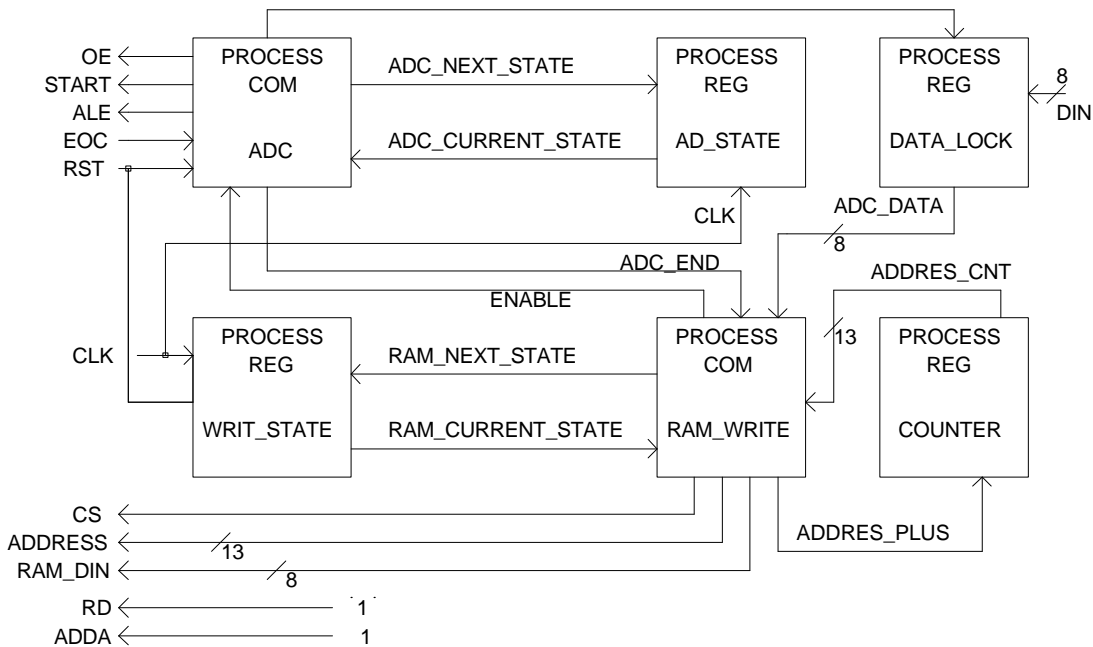 OE
START
ALE
EOC
RST
PROCESS
COM
ADC
ADC_NEXT_STATE
ADC_CURRENT_STATE
PROCESS
REG
AD_STATE
PROCESS
REG
DATA_LOCK
8
DIN
CLK
ADC_DATA
8
ADC_END
ENABLE
ADDRES_CNT
13
CLK
PROCESS
REG
WRIT_STATE
RAM_NEXT_STATE
RAM_CURRENT_STATE
PROCESS
COM
RAM_WRITE
PROCESS
REG
COUNTER
CS
ADDRESS
13
RAM_DIN
8
ADDRES_PLUS
RD
1
ADDA
1